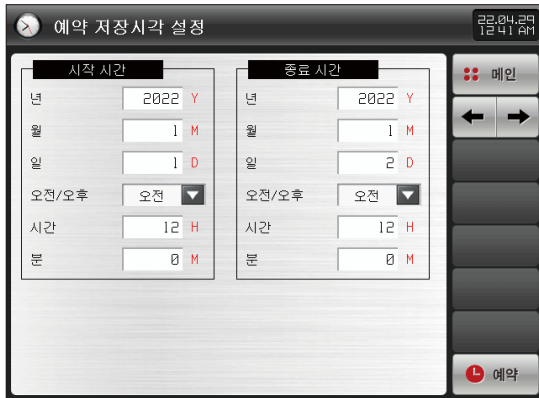 예약 저장시각 설정
22.04.29
12:41 AM
시작 시간
년 2022 Y
월 1 M
일 1 D
오전/오후 오전
시간 12 H
분 0 M
종료 시간
년 2022 Y
월 1 M
일 2 D
오전/오후 오전
시간 12 H
분 0 M
메인
예약